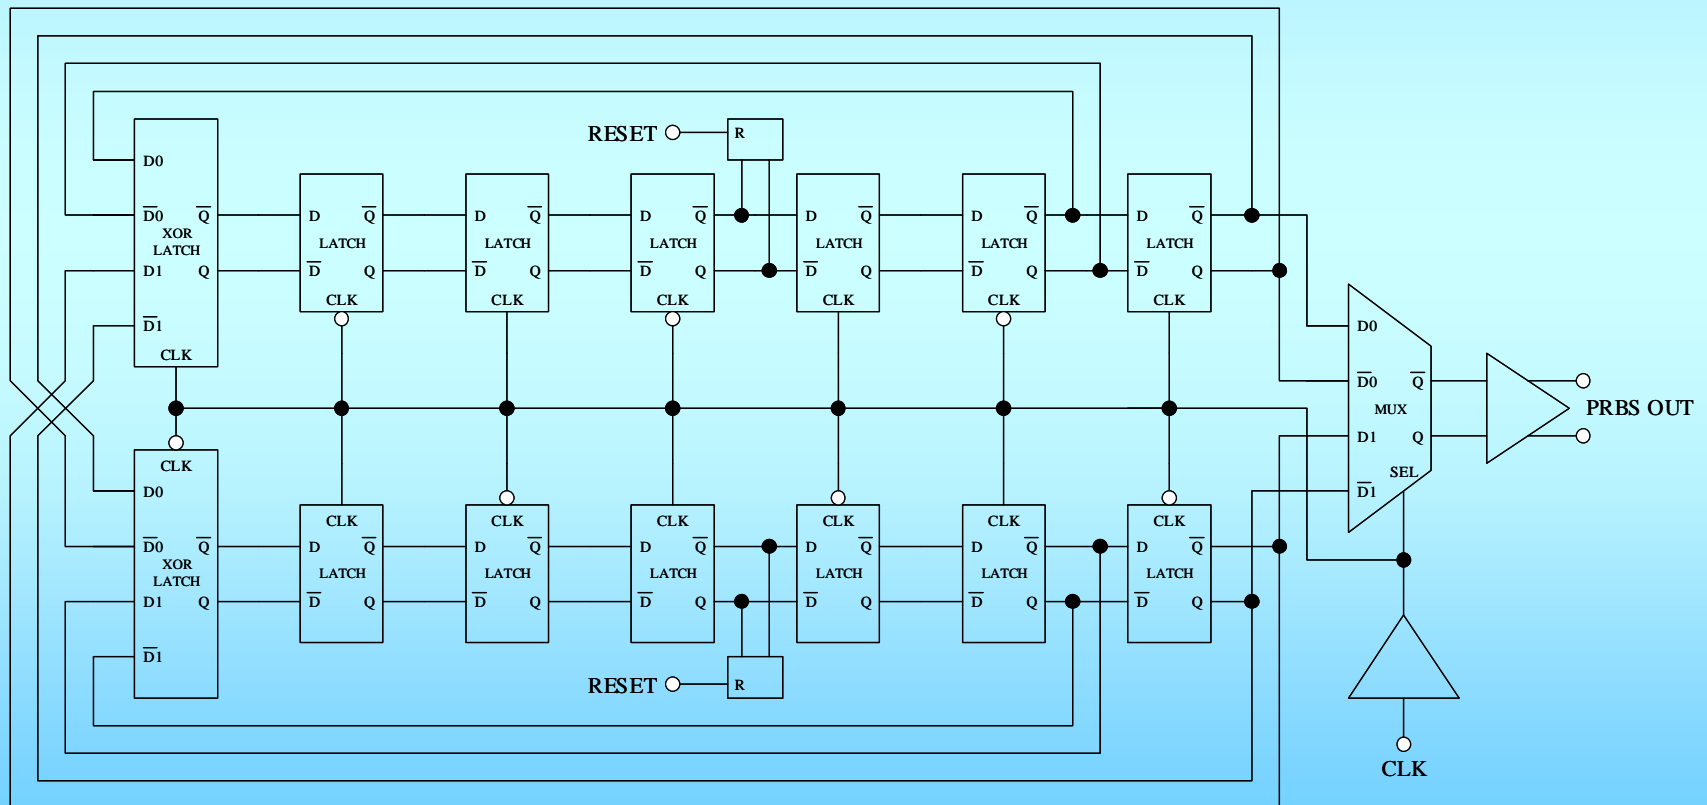 RESET
R
D0
D̅0 Q̅
XOR
LATCH
D1 Q
D̅1
CLK
D Q̅
LATCH
D̅ Q
CLK
D Q̅
LATCH
D̅ Q
CLK
D Q̅
LATCH
D̅ Q
CLK
D Q̅
LATCH
D̅ Q
CLK
D Q̅
LATCH
D̅ Q
CLK
D Q̅
LATCH
D̅ Q
CLK
D0
D̅0 Q̅
MUX
D1 Q
SEL
D̅1
PRBS OUT
CLK
D0
D̅0 Q̅
XOR
LATCH
D1 Q
D̅1
CLK
D Q̅
LATCH
D̅ Q
CLK
D Q̅
LATCH
D̅ Q
CLK
D Q̅
LATCH
D̅ Q
CLK
D Q̅
LATCH
D̅ Q
CLK
D Q̅
LATCH
D̅ Q
CLK
D Q̅
LATCH
D̅ Q
RESET
R
CLK